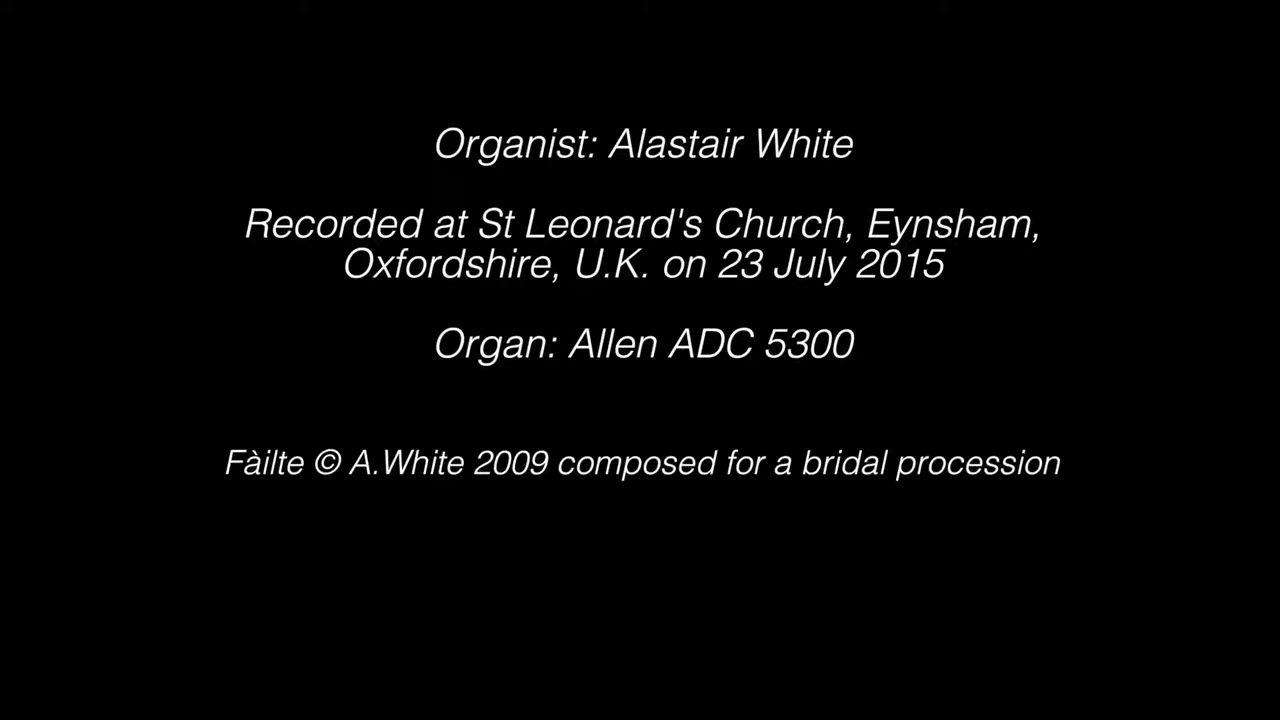 Organist: Alastair White
Recorded at St Leonard's Church, Eynsham,
Oxfordshire, U.K. on 23 July 2015
Organ: Allen ADC 5300
Fàilte © A.White 2009 composed for a bridal procession